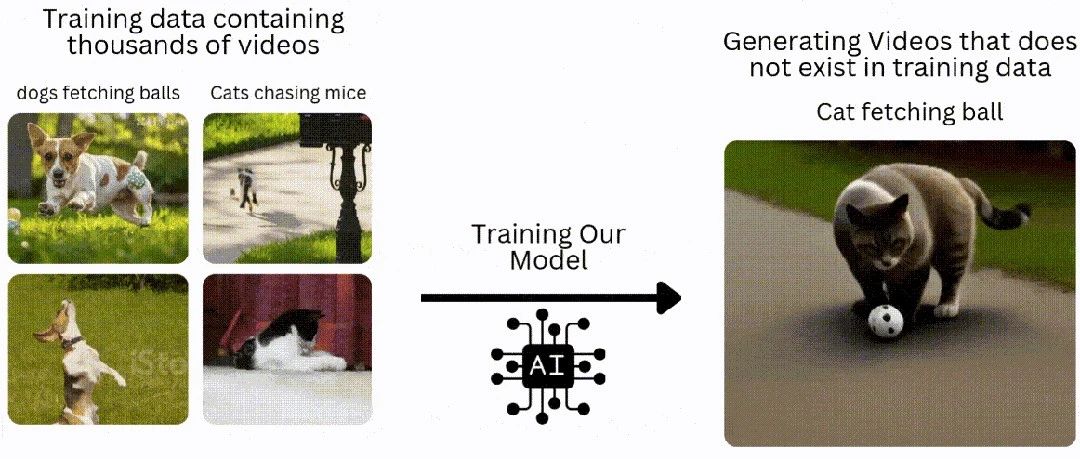 Training data containing
thousands of videos
dogs fetching balls
Cats chasing mice
iSto
Training Our
Model
AI
Generating Videos that does
not exist in training data
Cat fetching ball